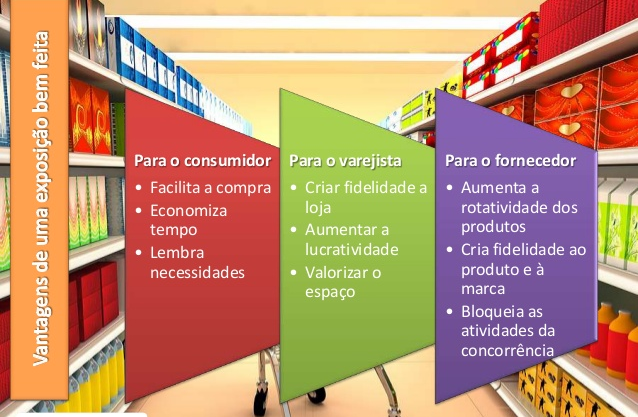 Vantagens de uma exposição bem feita
Para o consumidor
• Facilita a compra
• Economiza
tempo
• Lembra
necessidades
Para o varejista
• Criar fidelidade a
loja
• Aumentar a
lucratividade
• Valorizar o
espaço
Para o fornecedor
• Aumenta a
rotatividade dos
produtos
• Cria fidelidade ao
produto e à
marca
• Bloqueia as
atividades da
concorrência